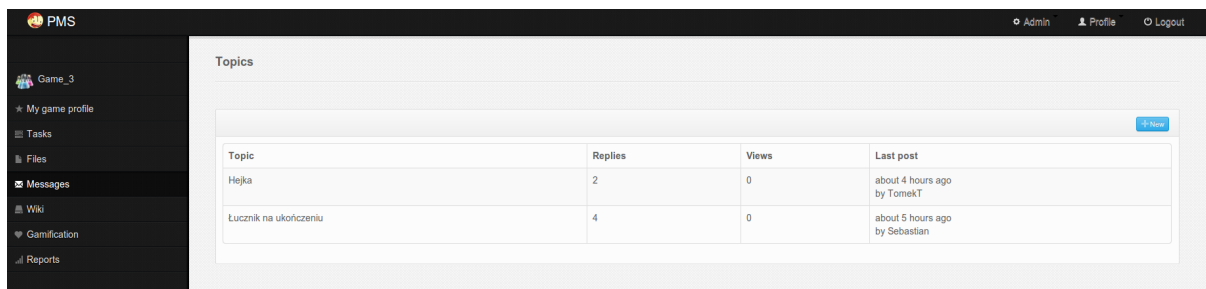 PMS
Admin
Profile
Logout
Game_3
My game profile
Tasks
Files
Messages
Wiki
Gamification
Reports
Topics
New
Topic Replies Views Last post
Hejka 2 0 about 4 hours ago
by TomekT
Łucznik na ukończeniu 4 0 about 5 hours ago
by Sebastian